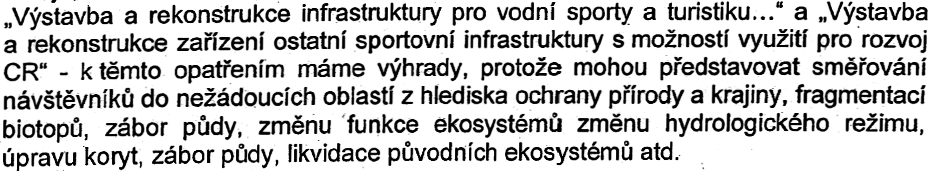 „Výstavba a rekonstrukce infrastruktury pro vodní sporty a turistiku...“ a „Výstavba
a rekonstrukce zařízení ostatní sportovní infrastruktury s možností využití pro rozvoj
CR“ - k těmto opatřením máme výhrady, protože mohou představovat směřování
návštěvníků do nežádoucích oblastí z hlediska ochrany přírody a krajiny, fragmentací
biotopů, zábor půdy, změnu funkce ekosystémů změnu hydrologického režimu,
úpravu koryt, zábor půdy, likvidace původních ekosystémů atd.